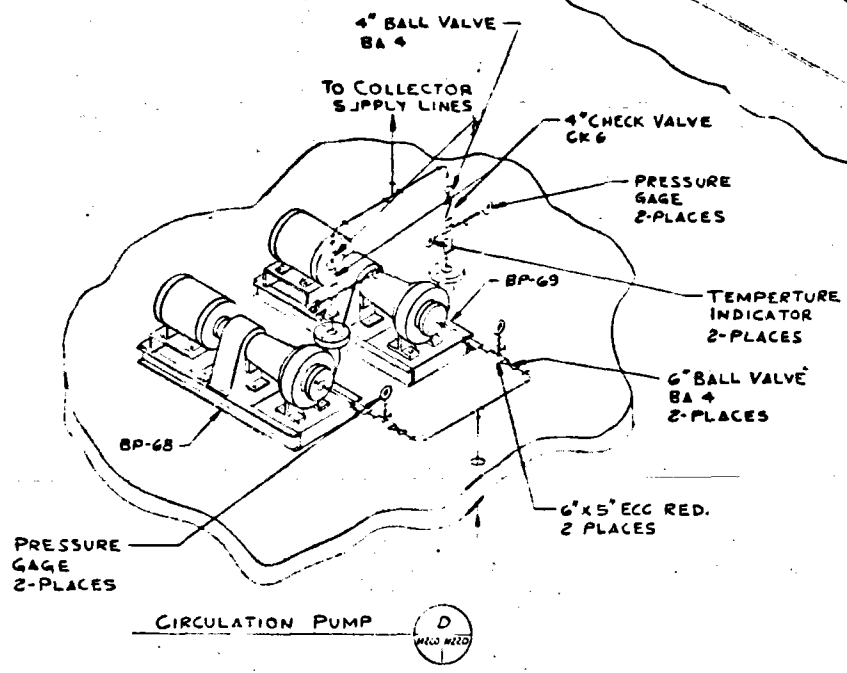 4" BALL VALVE
BA 4
TO COLLECTOR
SUPPLY LINES
4" CHECK VALVE
CK 6
PRESSURE
GAGE
2-PLACES
BP-69
TEMPERTURE
INDICATOR
2-PLACES
6" BALL VALVE
BA 4
2-PLACES
BP-68
6" X 5" ECC RED.
2 PLACES
PRESSURE
GAGE
2-PLACES
CIRCULATION PUMP
D